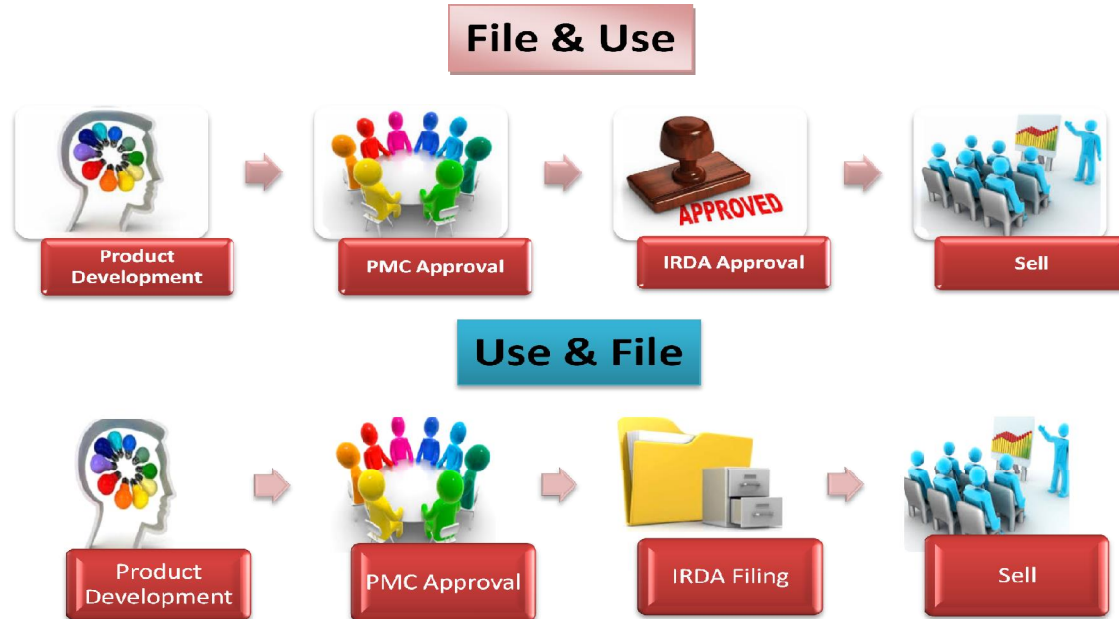 File & Use
APPROVED
Product
Development
PMC Approval
IRDA Approval
Sell
Use & File
Product
Development
PMC Approval
IRDA Filing
Sell